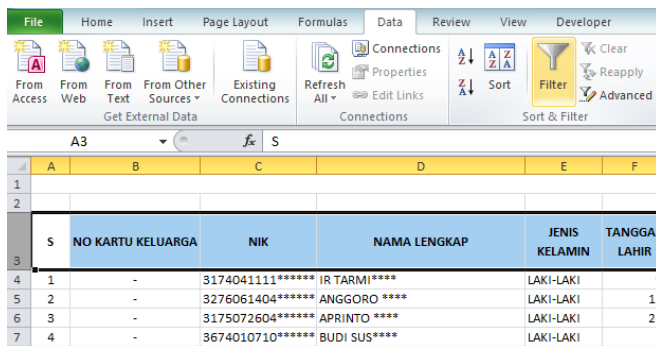 File Home Insert Page Layout Formulas Data Review View Developer
From Access
From Web
From Text
From Other Sources
Existing Connections
Get External Data
Refresh All
Connections
Properties
Edit Links
Connections
A Z
Z A
A Z Z A
Sort
Filter
Clear
Reapply
Advanced
Sort & Filter
A3 fx S
A B C D E F
1
2
3 S NO KARTU KELUARGA NIK NAMA LENGKAP JENIS KELAMIN TANGGA LAHIR
4 1 - 3174041111****** IR TARMI**** LAKI-LAKI
5 2 - 3276061404****** ANGGORO **** LAKI-LAKI 1
6 3 - 3175072604****** APRINTO **** LAKI-LAKI 2
7 4 - 3674010710****** BUDI SUS**** LAKI-LAKI